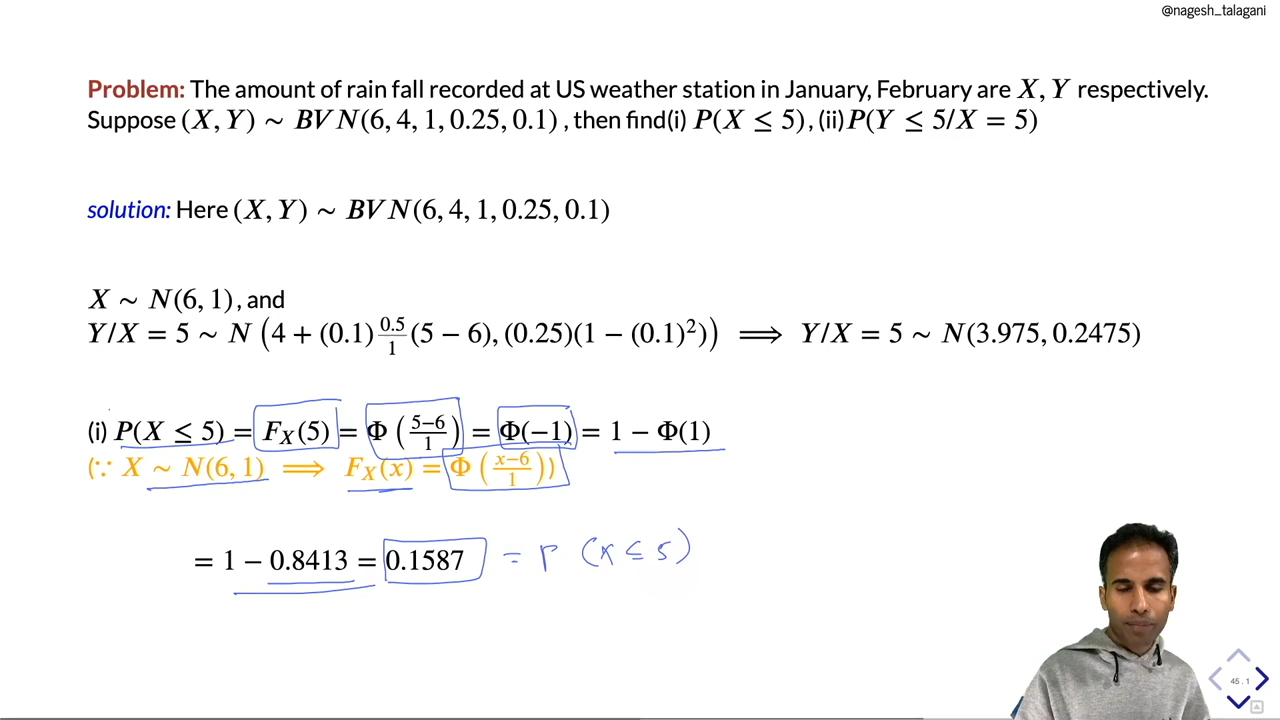 @nagesh_talagani
Problem: The amount of rain fall recorded at US weather station in January, February are X, Y respectively.
Suppose (X, Y) ∼ BVN(6, 4, 1, 0.25, 0.1) , then find(i) P(X ≤ 5), (ii)P(Y ≤ 5/X = 5)
solution: Here (X, Y) ∼ BVN(6, 4, 1, 0.25, 0.1)
X ∼ N(6, 1), and
Y/X = 5 ∼ N (4 + (0.1) 0.5/1 (5 − 6), (0.25)(1 − (0.1)²)) ⟹ Y/X = 5 ∼ N(3.975, 0.2475)
(i) P(X ≤ 5) = F_X(5) = Φ (5−6/1) = Φ(−1) = 1 − Φ(1)
(∵ X ∼ N(6, 1) ⟹ F_X(x) = Φ (x−6/1))
= 1 − 0.8413 = 0.1587 = P (X ≤ 5)
45.1